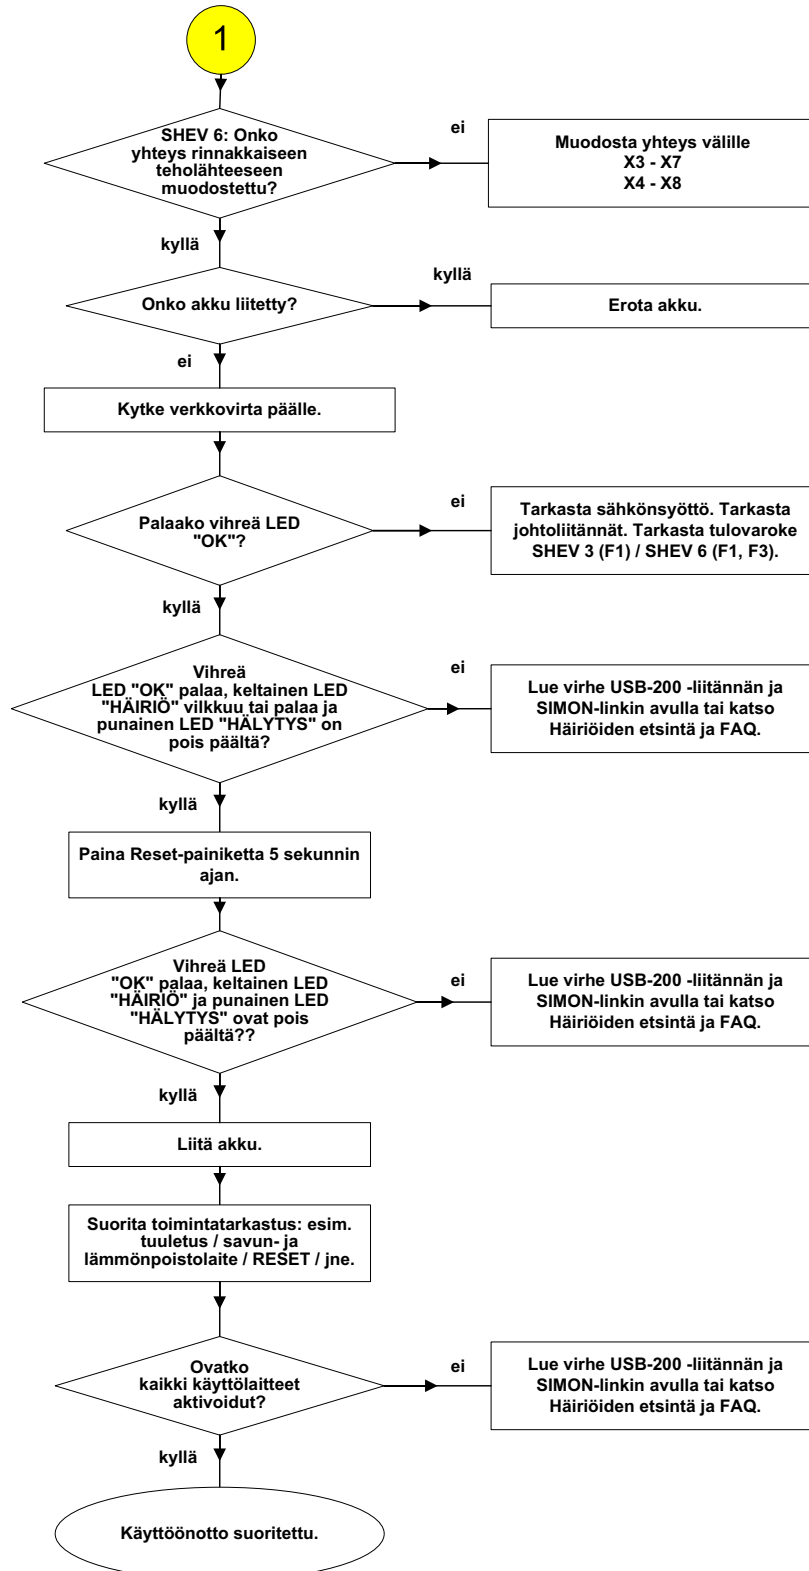 1
SHEV 6: Onko
yhteys rinnakkaiseen
teholähteeseen
muodostettu?
ei
Muodosta yhteys välille
X3 - X7
X4 - X8
kyllä
Onko akku liitetty?
kyllä
Erota akku.
ei
Kytke verkkovirta päälle.
Palaako vihreä LED
"OK"?
ei
Tarkasta sähkönsyöttö. Tarkasta
johtoliitännät. Tarkasta tulovaroke
SHEV 3 (F1) / SHEV 6 (F1, F3).
kyllä
Vihreä
LED "OK" palaa, keltainen LED
"HÄIRIÖ" vilkkuu tai palaa ja
punainen LED "HÄLYTYS" on
pois päältä?
ei
Lue virhe USB-200 -liitännän ja
SIMON-linkin avulla tai katso
Häiriöiden etsintä ja FAQ.
kyllä
Paina Reset-painiketta 5 sekunnin
ajan.
Vihreä LED
"OK" palaa, keltainen LED
"HÄIRIÖ" ja punainen LED
"HÄLYTYS" ovat pois
päältä??
ei
Lue virhe USB-200 -liitännän ja
SIMON-linkin avulla tai katso
Häiriöiden etsintä ja FAQ.
kyllä
Liitä akku.
Suorita toimintatarkastus: esim.
tuuletus / savun- ja
lämmönpoistolaite / RESET / jne.
Ovatko
kaikki käyttölaitteet
aktivoidut?
ei
Lue virhe USB-200 -liitännän ja
SIMON-linkin avulla tai katso
Häiriöiden etsintä ja FAQ.
kyllä
Käyttöönotto suoritettu.